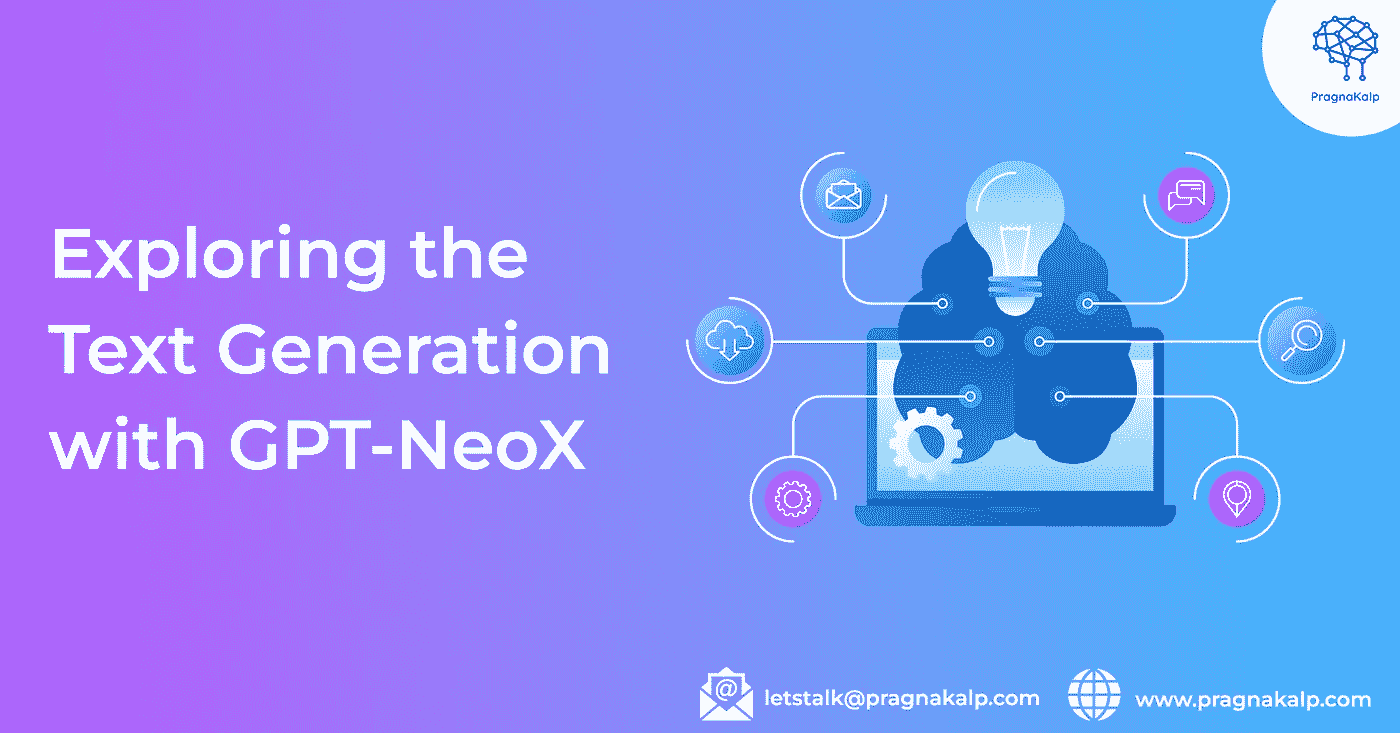 PragnaKalp
Exploring the
Text Generation
with GPT-NeoX
letstalk@pragnakalp.com
www.pragnakalp.com